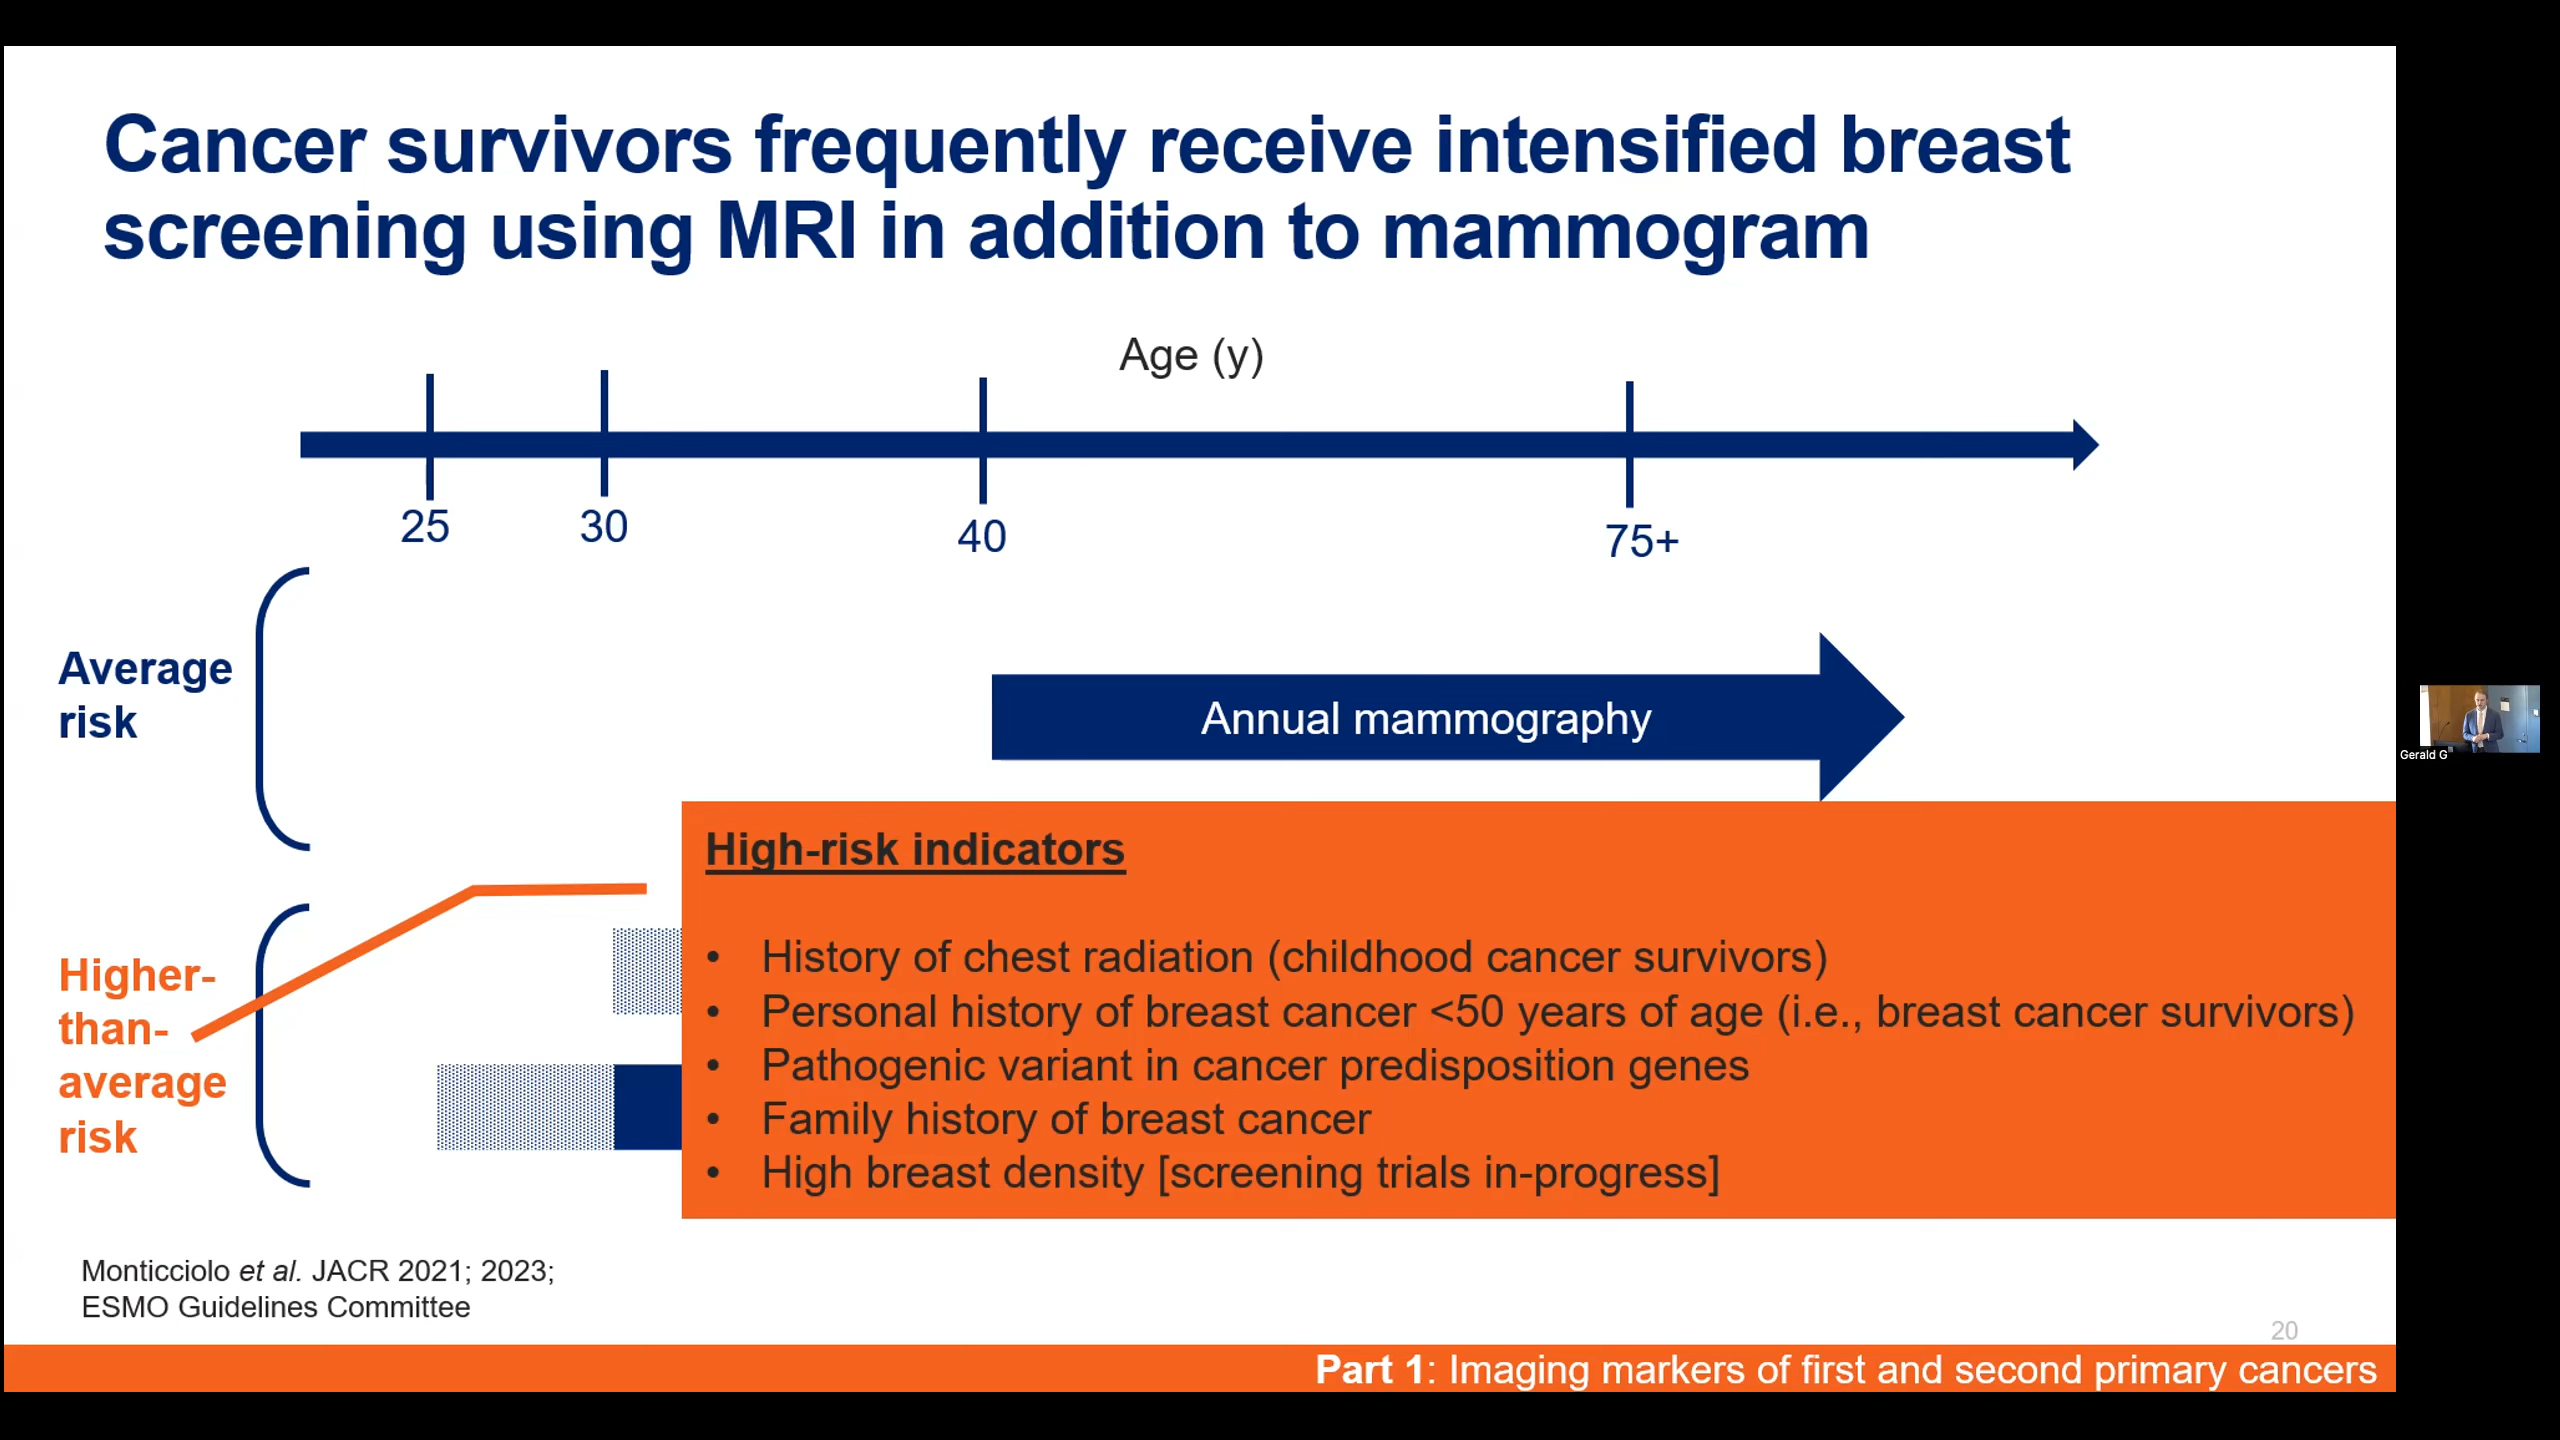 Cancer survivors frequently receive intensified breast
screening using MRI in addition to mammogram
Age (y)
25
30
40
75+
Average
risk
Annual mammography
High-risk indicators
• History of chest radiation (childhood cancer survivors)
• Personal history of breast cancer <50 years of age (i.e., breast cancer survivors)
• Pathogenic variant in cancer predisposition genes
• Family history of breast cancer
• High breast density [screening trials in-progress]
Higher-
than-
average
risk
Monticciolo et al. JACR 2021; 2023;
ESMO Guidelines Committee
20
Part 1: Imaging markers of first and second primary cancers
Gerald G